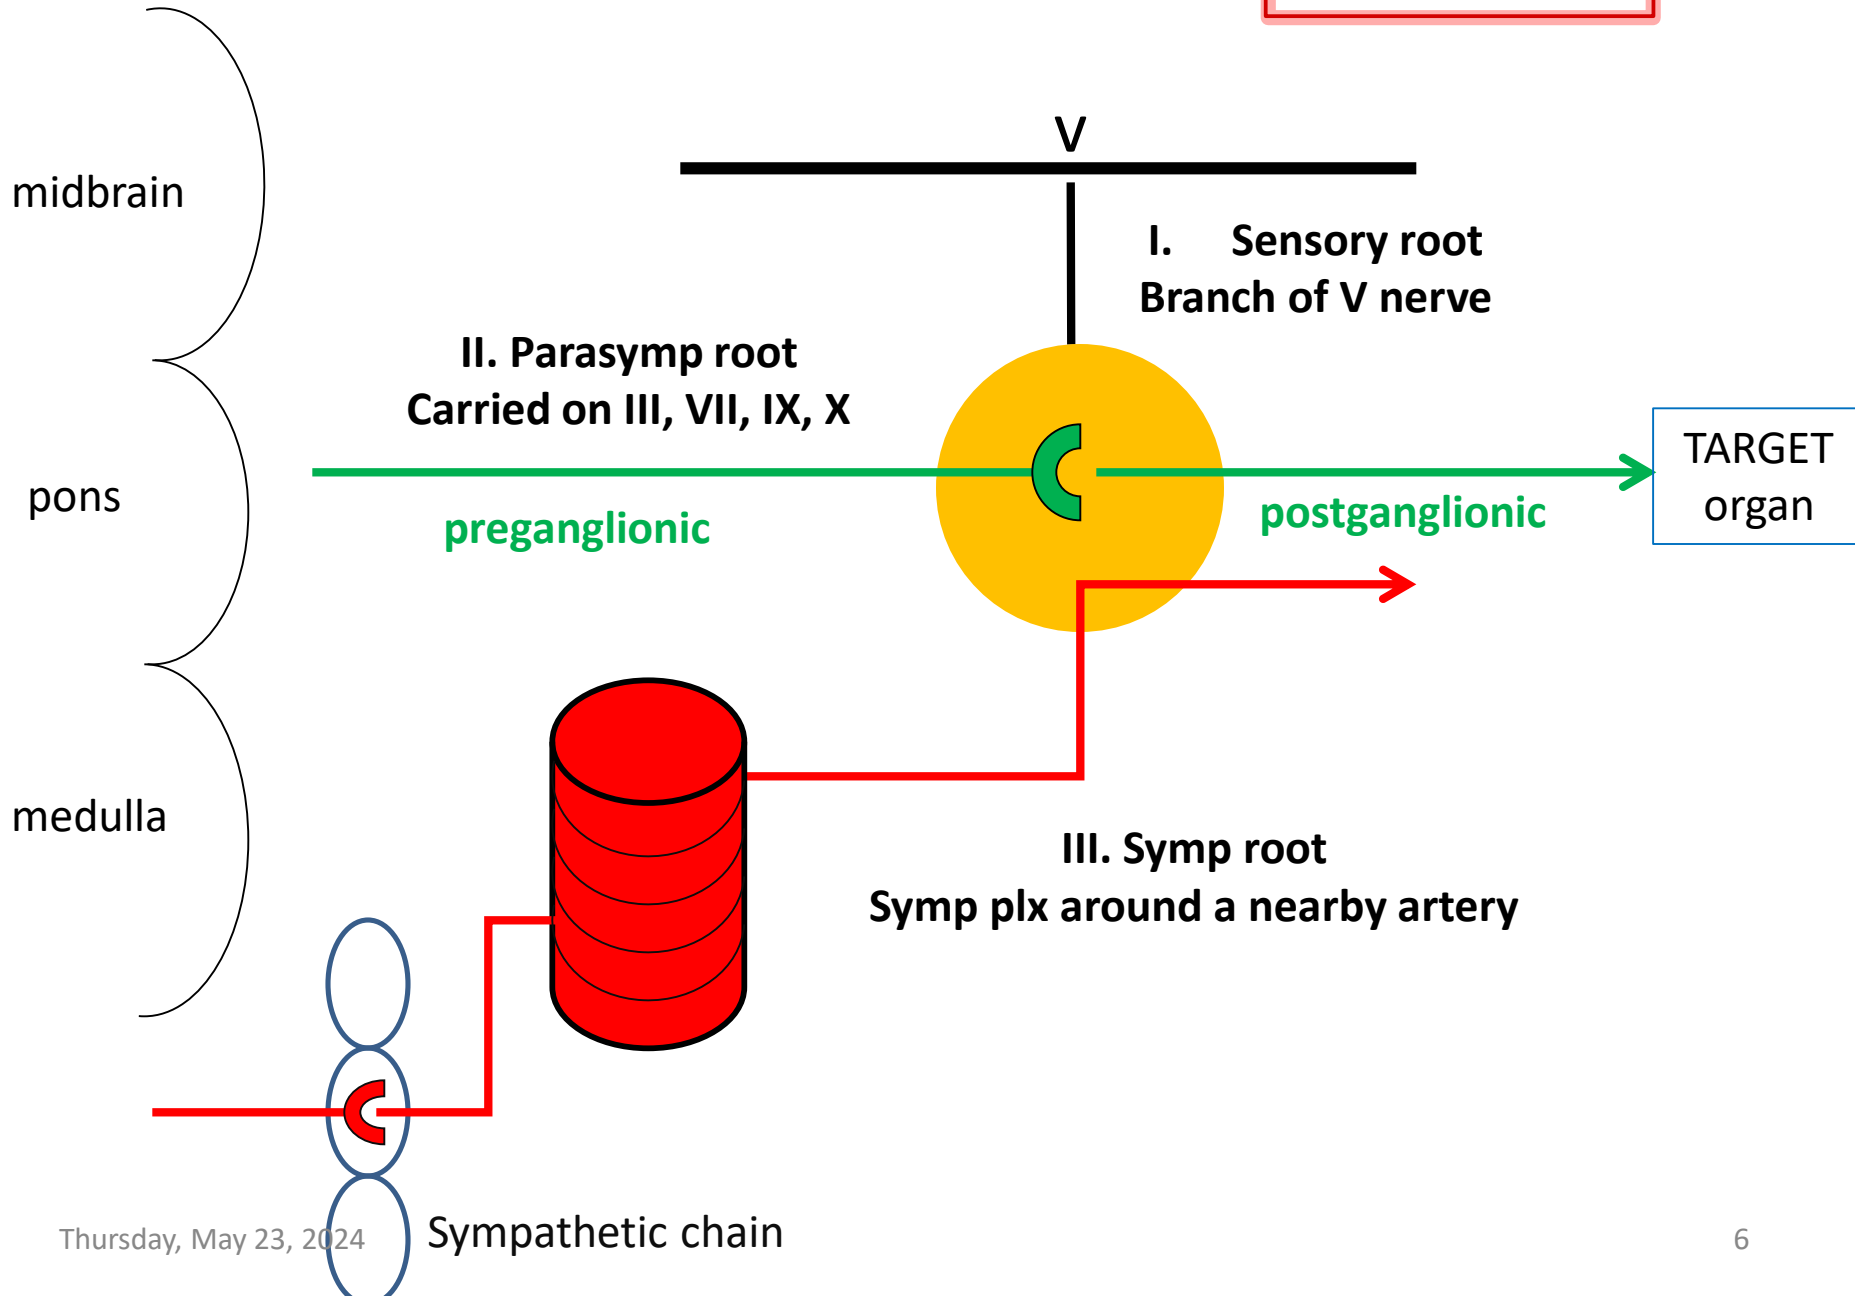 V
midbrain
I. Sensory root
Branch of V nerve
II. Parasymp root
Carried on III, VII, IX, X
TARGET
organ
pons
preganglionic
postganglionic
medulla
III. Symp root
Symp plx around a nearby artery
Sympathetic chain
Thursday, May 23, 2024
6